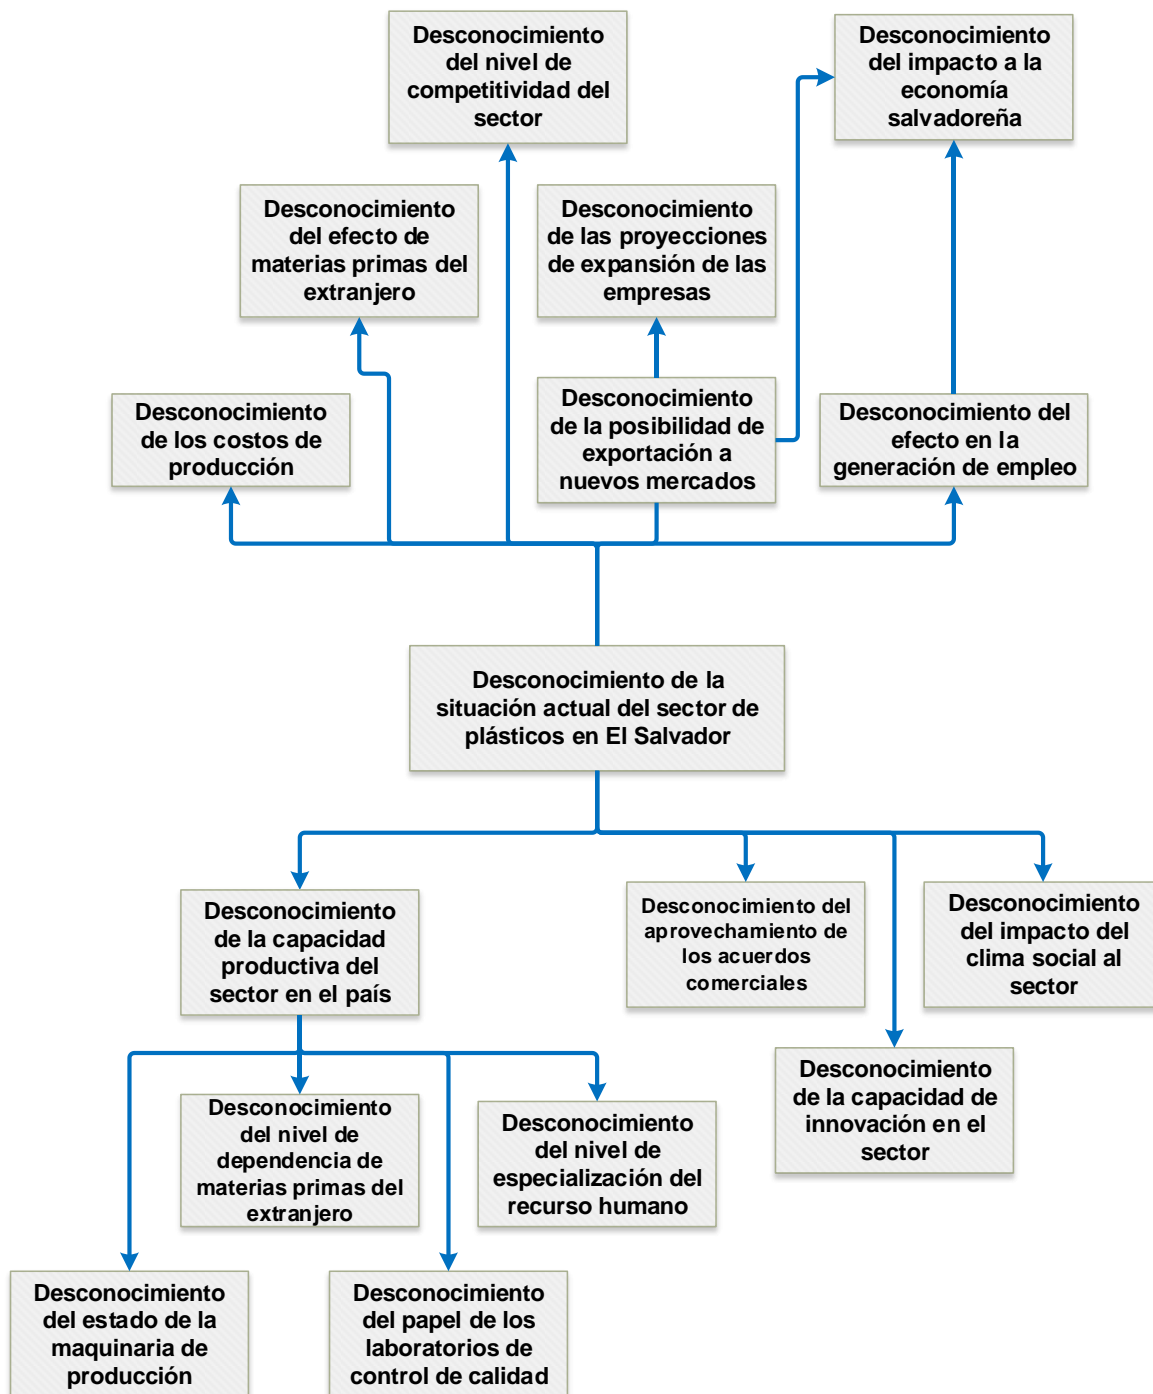 Desconocimiento
del nivel de
competitividad del
sector
Desconocimiento
del impacto a la
economía
salvadoreña
Desconocimiento
del efecto de
materias primas del
extranjero
Desconocimiento
de las proyecciones
de expansión de las
empresas
Desconocimiento
de los costos de
producción
Desconocimiento
de la posibilidad de
exportación a
nuevos mercados
Desconocimiento del
efecto en la
generación de empleo
Desconocimiento de la
situación actual del sector de
plásticos en El Salvador
Desconocimiento
de la capacidad
productiva del
sector en el país
Desconocimiento del
aprovechamiento de
los acuerdos
comerciales
Desconocimiento
del impacto del
clima social al
sector
Desconocimiento
de la capacidad de
innovación en el
sector
Desconocimiento
del nivel de
dependencia de
materias primas del
extranjero
Desconocimiento
del nivel de
especialización del
recurso humano
Desconocimiento
del estado de la
maquinaria de
producción
Desconocimiento
del papel de los
laboratorios de
control de calidad